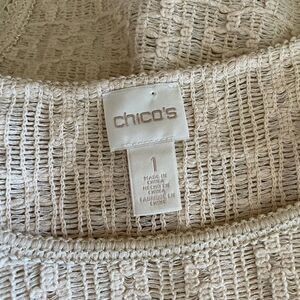 chico's
1
MADE IN
CHINA
HECHO EN
CHINA
FABRIQUÉ EN
CHINE